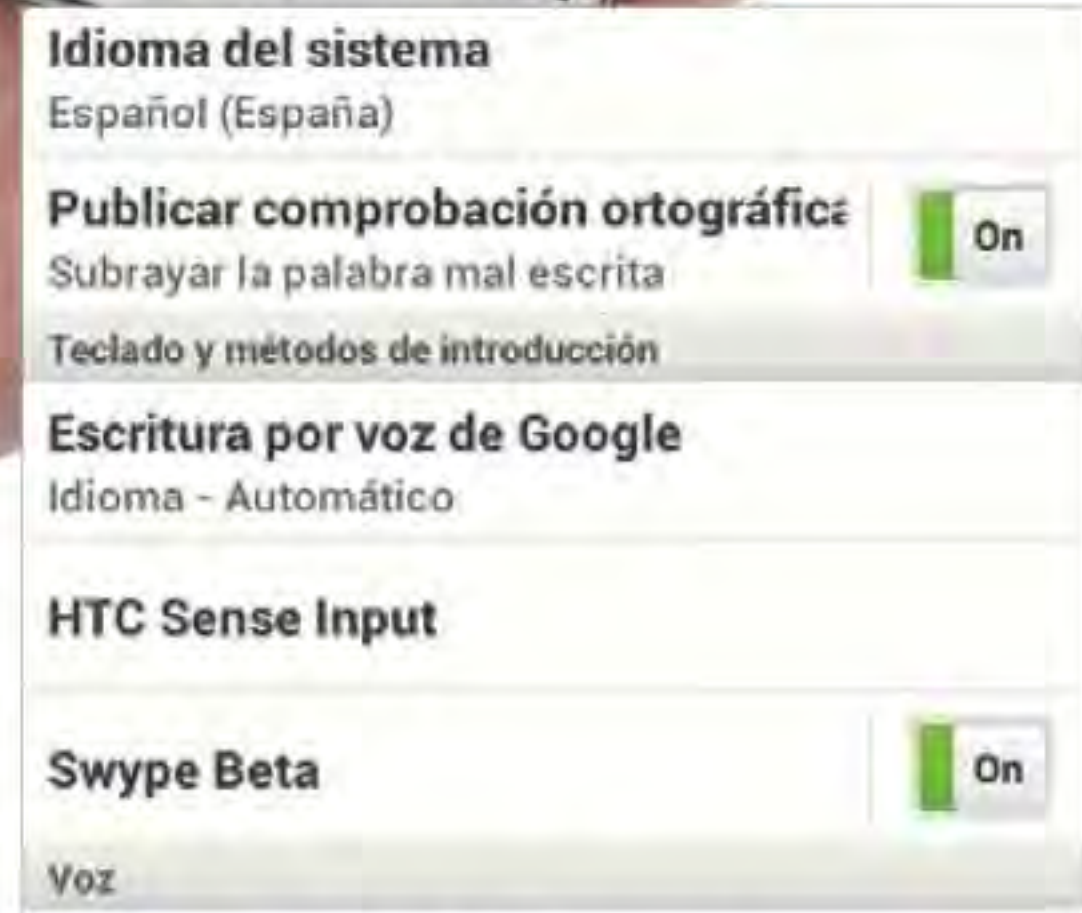 Idioma del sistema
Español (España)
Publicar comprobación ortográfica
On
Subrayar la palabra mal escrita
Teclado y métodos de introducción
Escritura por voz de Google
Idioma - Automático
HTC Sense Input
Swype Beta
On
Voz